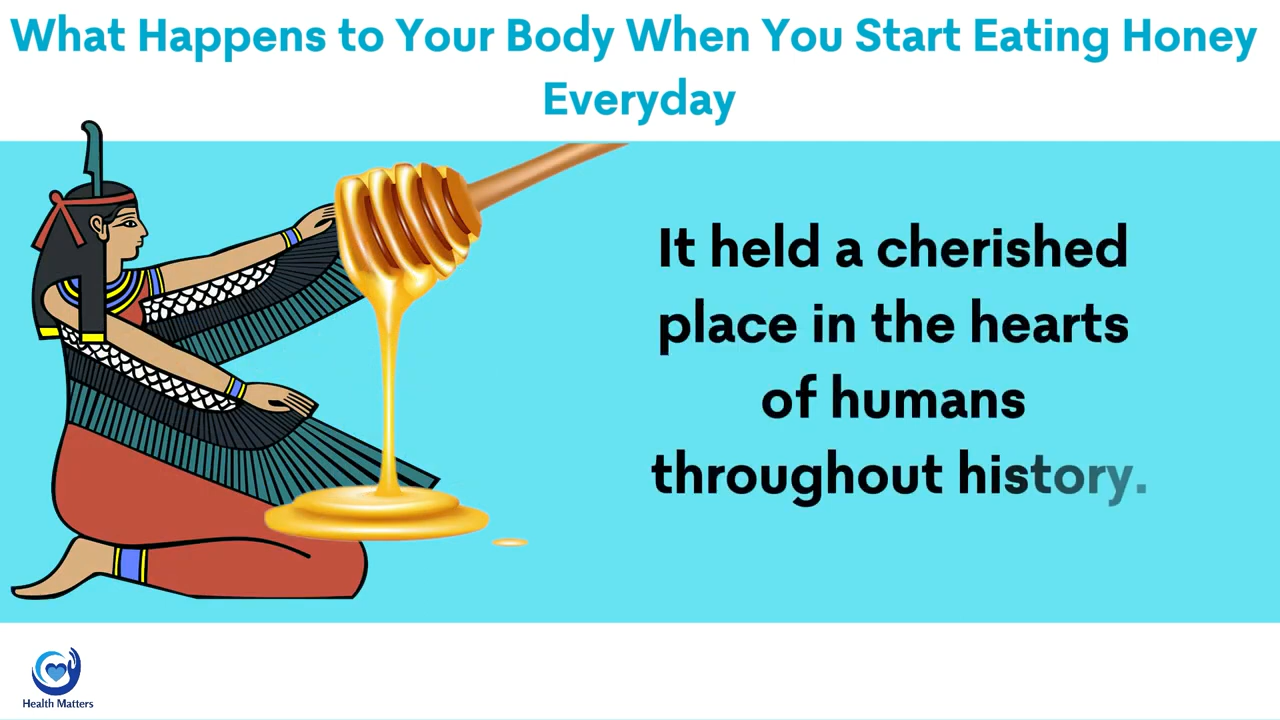 What Happens to Your Body When You Start Eating Honey
Everyday
It held a cherished
place in the hearts
of humans
throughout history.
Health Matters